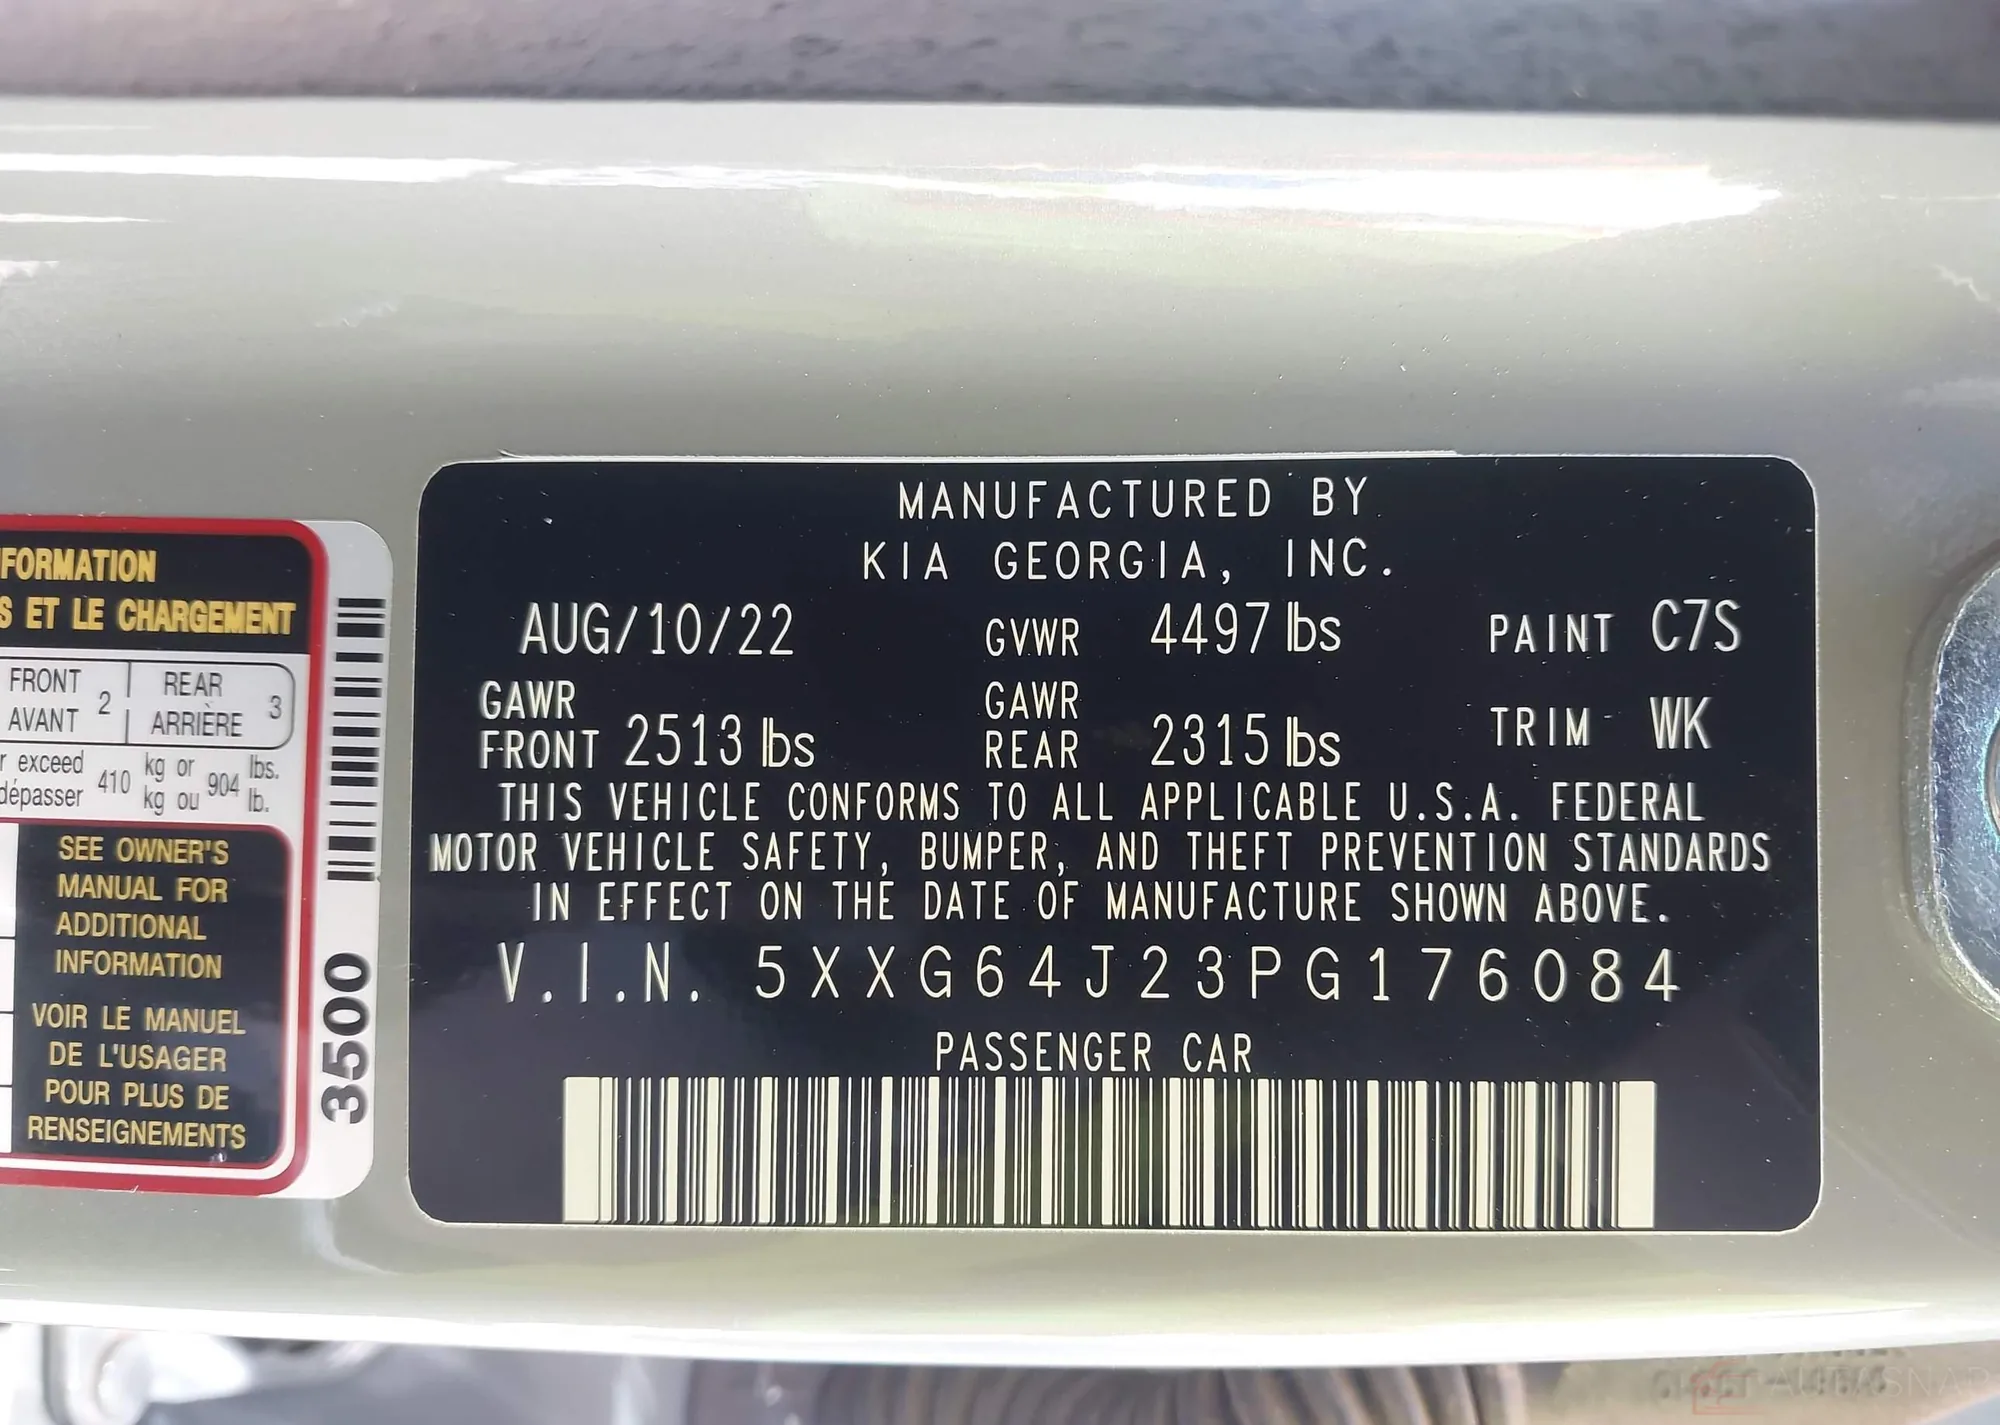 FORMATION
S ET LE CHARGEMENT
FRONT 2 REAR 3
AVANT ARRIÈRE
r exceed 410 kg or 904 lbs.
dépasser kg ou lb.
SEE OWNER'S
MANUAL FOR
ADDITIONAL
INFORMATION
VOIR LE MANUEL
DE L'USAGER
POUR PLUS DE
RENSEIGNEMENTS
3500
MANUFACTURED BY
KIA GEORGIA, INC.
AUG/10/22 GVWR 4497 lbs PAINT C7S
GAWR GAWR
FRONT 2513 lbs REAR 2315 lbs TRIM WK
THIS VEHICLE CONFORMS TO ALL APPLICABLE U.S.A. FEDERAL
MOTOR VEHICLE SAFETY, BUMPER, AND THEFT PREVENTION STANDARDS
IN EFFECT ON THE DATE OF MANUFACTURE SHOWN ABOVE.
V.I.N. 5XXG64J23PG176084
PASSENGER CAR